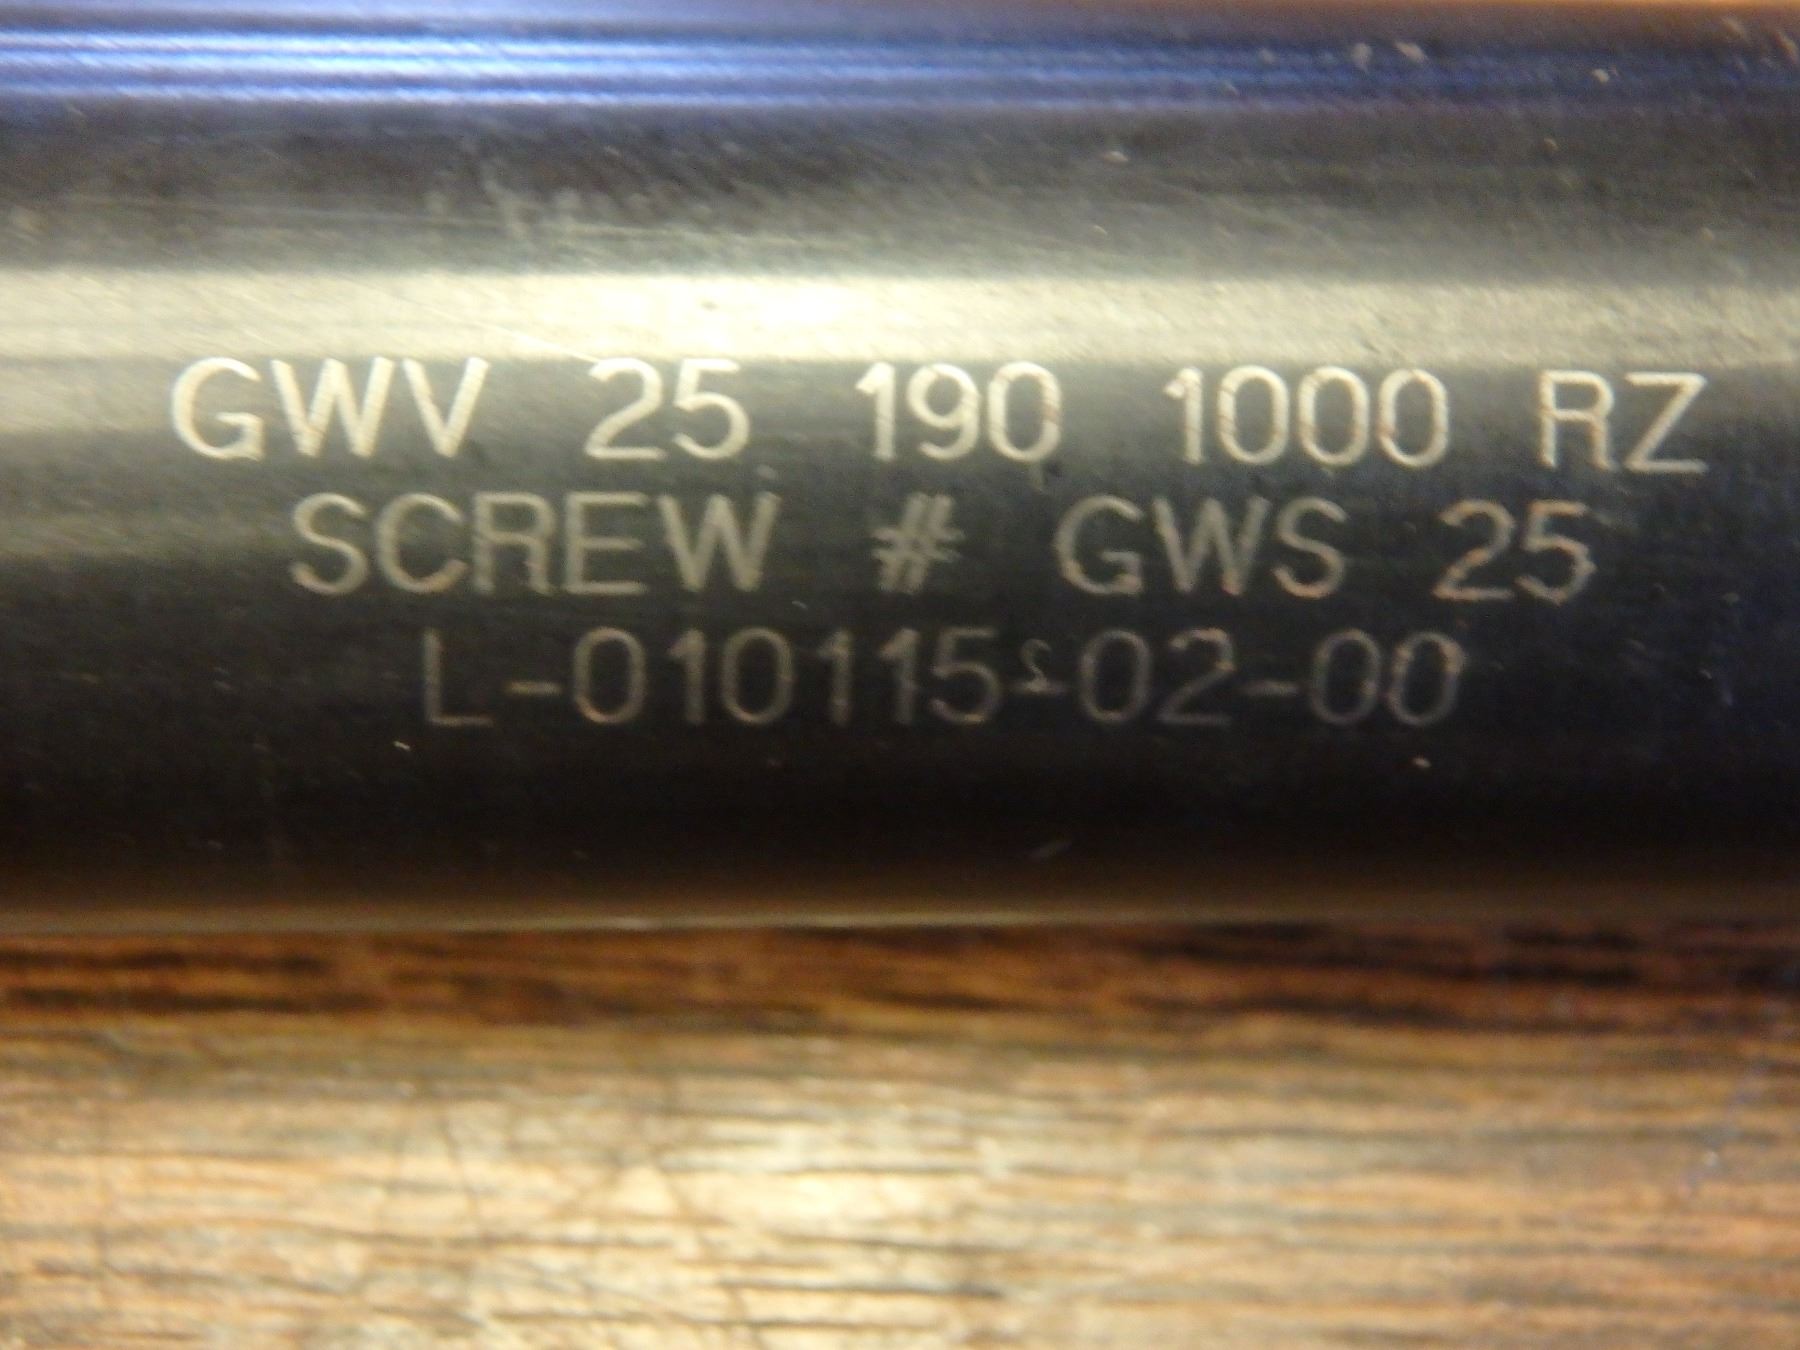 GWV 25 190 1000 RZ
SCREW # GWS 25
L-010115-02-00